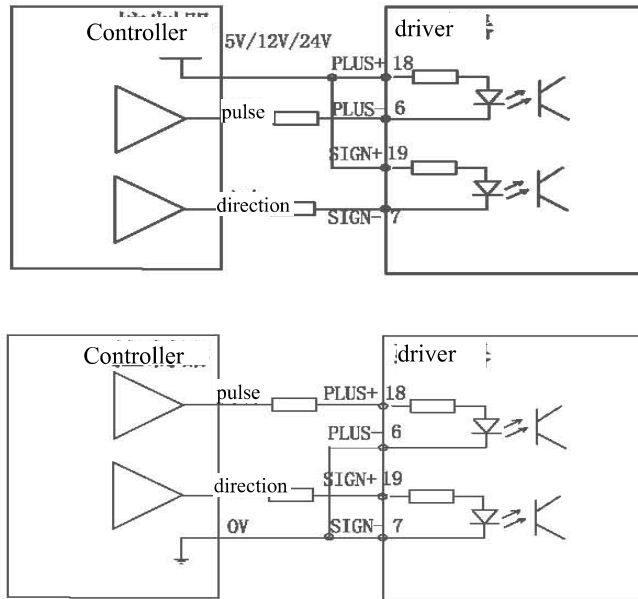 Controller
driver
5V/12V/24V
PLUS+ 18
pulse
PLUS- 6
SIGN+ 19
direction
SIGN- 7
Controller
driver
pulse
PLUS+ 18
PLUS- 6
direction
SIGN+ 19
0V
SIGN- 7